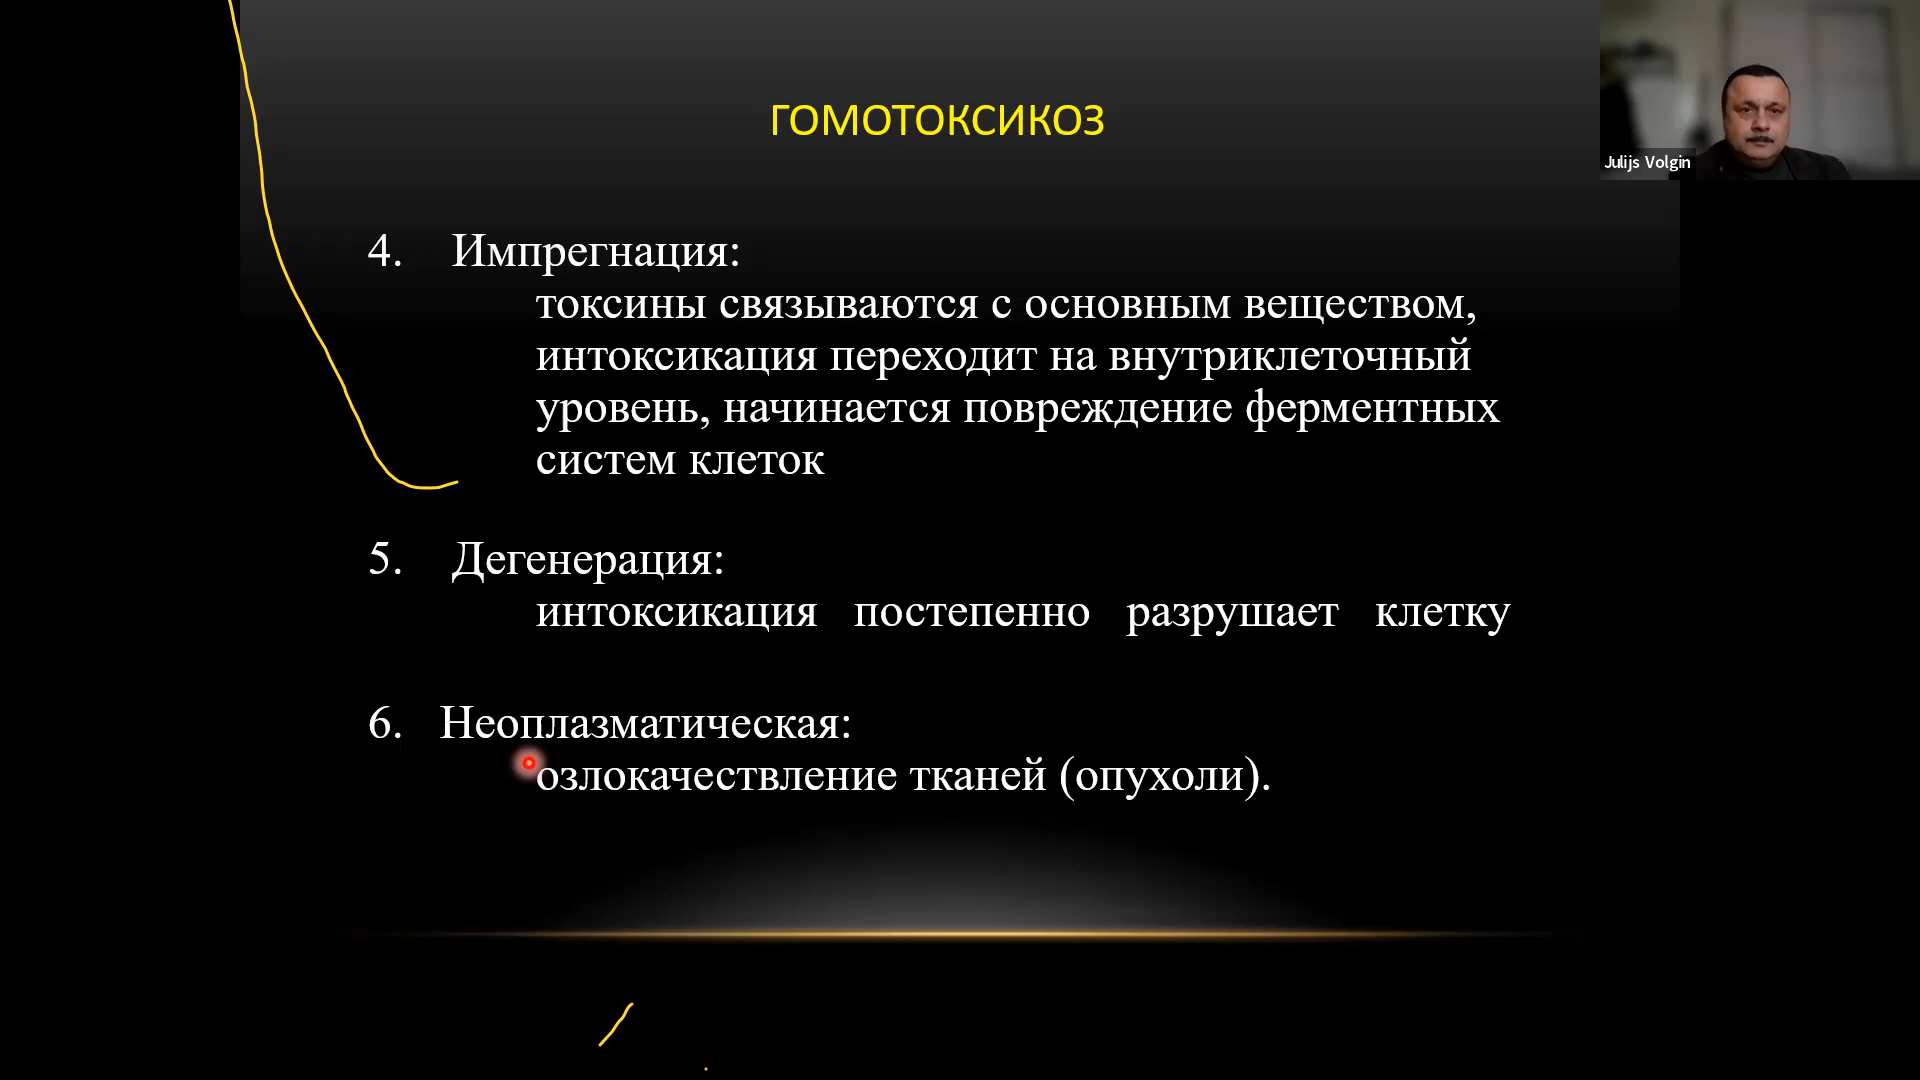 ГОМОТОКСИКОЗ
Julijs Volgin
4. Импрегнация:
токсины связываются с основным веществом,
интоксикация переходит на внутриклеточный
уровень, начинается повреждение ферментных
систем клеток
5. Дегенерация:
интоксикация постепенно разрушает клетку
6. Неоплазматическая:
озлокачествление тканей (опухоли).